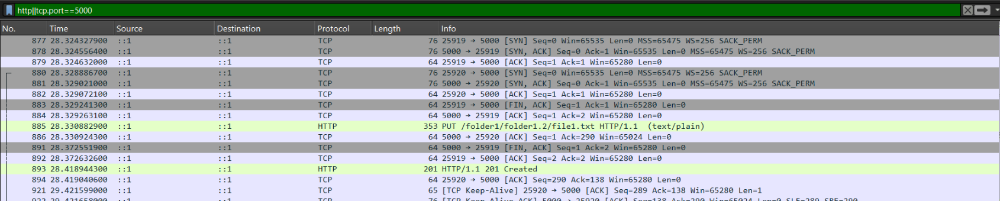 http||tcp.port==5000
No. Time Source Destination Protocol Length Info
877 28.324327900 ::1 ::1 TCP 76 25919 → 5000 [SYN] Seq=0 Win=65535 Len=0 MSS=65475 WS=256 SACK_PERM
878 28.324556400 ::1 ::1 TCP 76 5000 → 25919 [SYN, ACK] Seq=0 Ack=1 Win=65535 Len=0 MSS=65475 WS=256 SACK_PERM
879 28.324632000 ::1 ::1 TCP 64 25919 → 5000 [ACK] Seq=1 Ack=1 Win=65280 Len=0
880 28.328886700 ::1 ::1 TCP 76 25920 → 5000 [SYN] Seq=0 Win=65535 Len=0 MSS=65475 WS=256 SACK_PERM
881 28.329021000 ::1 ::1 TCP 76 5000 → 25920 [SYN, ACK] Seq=0 Ack=1 Win=65535 Len=0 MSS=65475 WS=256 SACK_PERM
882 28.329072100 ::1 ::1 TCP 64 25920 → 5000 [ACK] Seq=1 Ack=1 Win=65280 Len=0
883 28.329241300 ::1 ::1 TCP 64 25919 → 5000 [FIN, ACK] Seq=1 Ack=1 Win=65280 Len=0
884 28.329263100 ::1 ::1 TCP 64 5000 → 25919 [ACK] Seq=1 Ack=2 Win=65280 Len=0
885 28.330882900 ::1 ::1 HTTP 353 PUT /folder1/folder1.2/file1.txt HTTP/1.1 (text/plain)
886 28.330924300 ::1 ::1 TCP 64 5000 → 25920 [ACK] Seq=1 Ack=290 Win=65024 Len=0
891 28.372551900 ::1 ::1 TCP 64 5000 → 25919 [FIN, ACK] Seq=1 Ack=2 Win=65280 Len=0
892 28.372632600 ::1 ::1 TCP 64 25919 → 5000 [ACK] Seq=2 Ack=2 Win=65280 Len=0
893 28.418944300 ::1 ::1 HTTP 201 HTTP/1.1 201 Created
894 28.419040600 ::1 ::1 TCP 64 25920 → 5000 [ACK] Seq=290 Ack=138 Win=65280 Len=0
921 29.421599000 ::1 ::1 TCP 65 [TCP Keep-Alive] 25920 → 5000 [ACK] Seq=289 Ack=138 Win=65280 Len=1
922 29.421658000 ::1 ::1 TCP 76 [TCP Keep-Alive ACK] 5000 → 25920 [ACK] Seq=138 Ack=290 Win=65024 Len=0 SLE=289 SRE=290